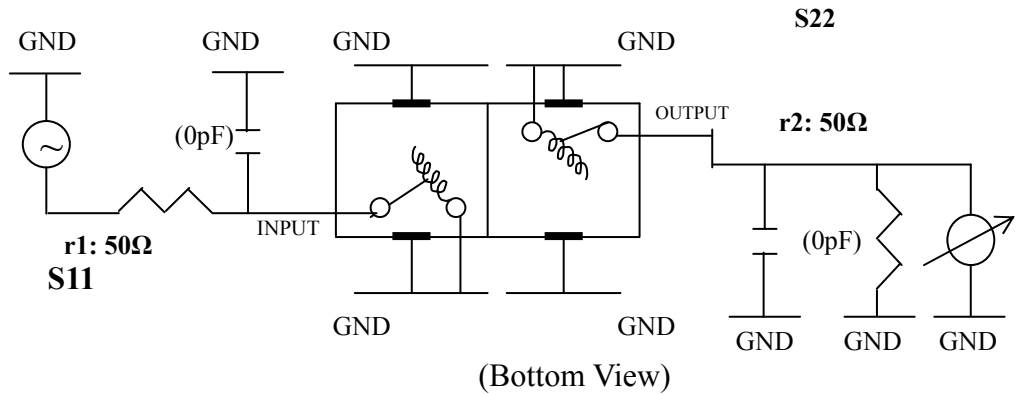 S22
GND
GND
GND
GND
(0pF)
OUTPUT
r2: 50Ω
INPUT
r1: 50Ω
S11
(0pF)
GND
GND
GND
GND
GND
(Bottom View)